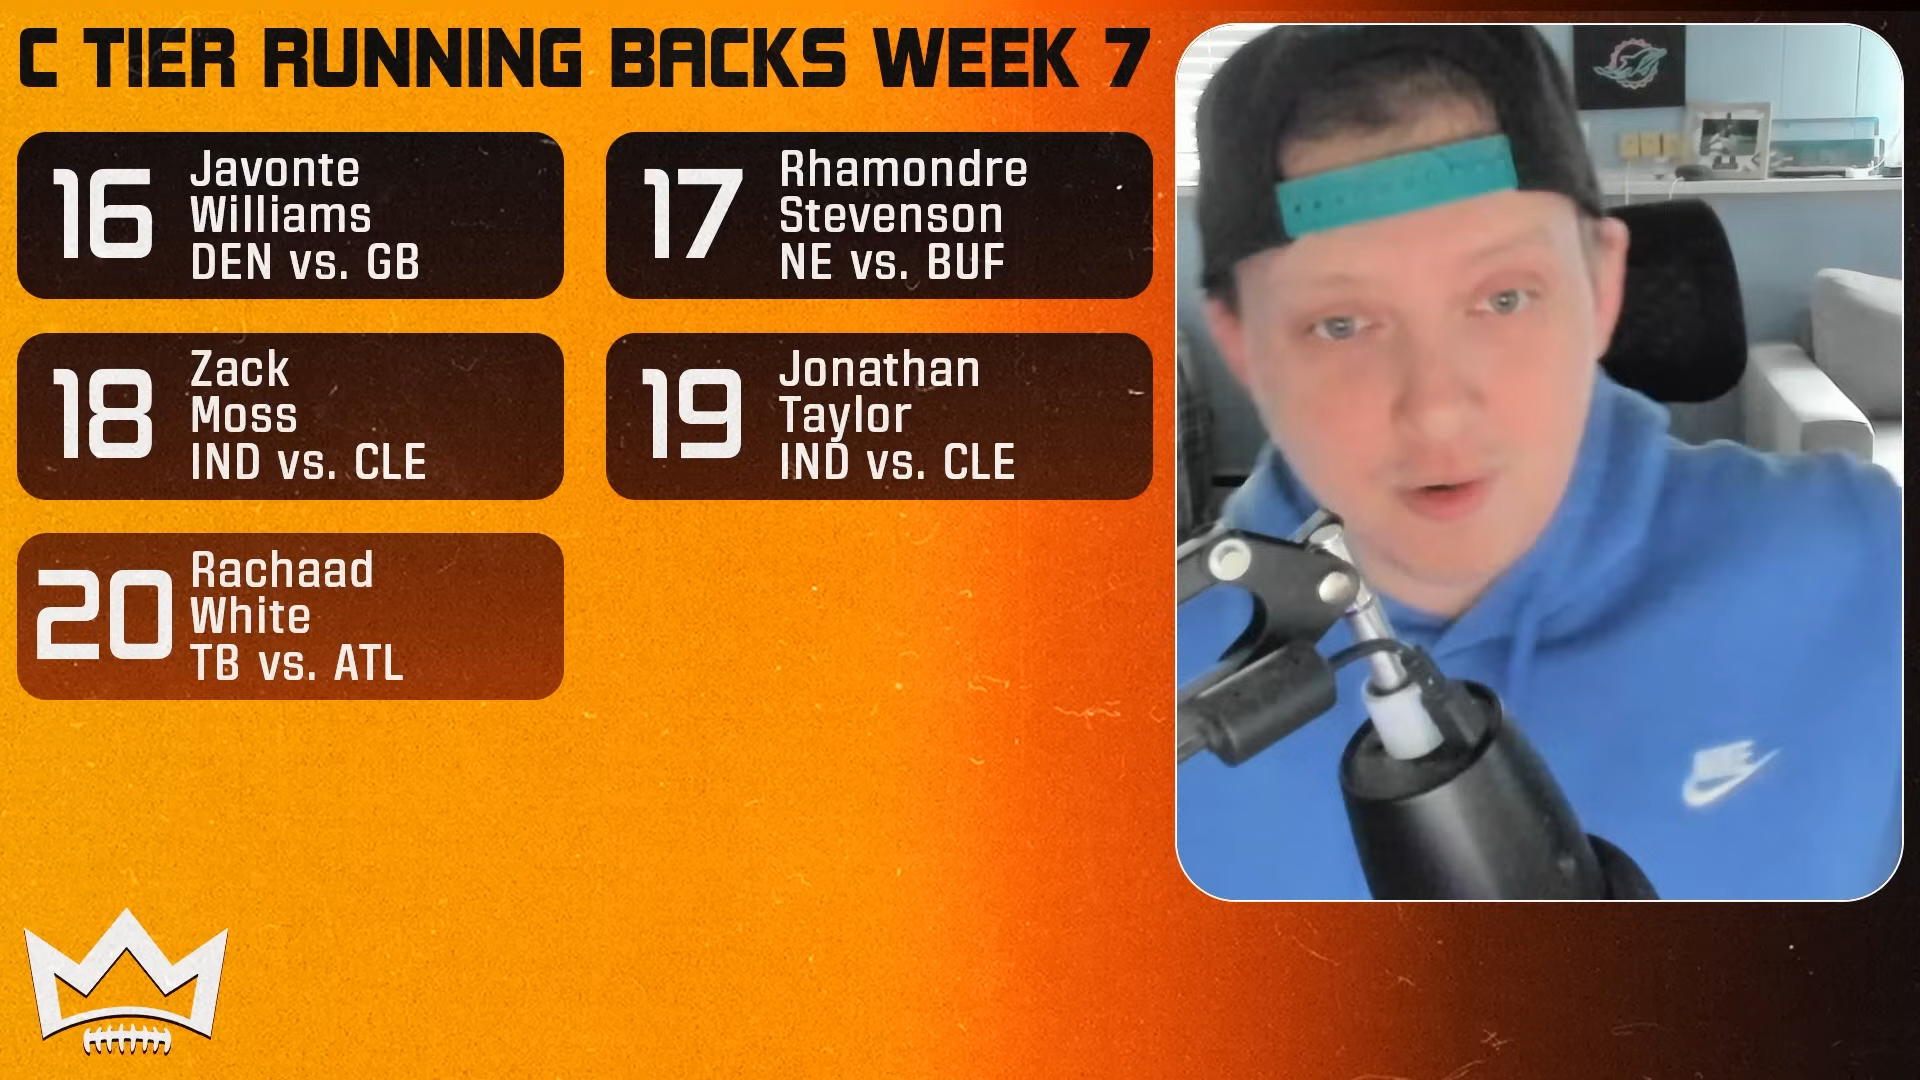 C TIER RUNNING BACKS WEEK 7
16
Javonte
Williams
DEN vs. GB
17
Rhamondre
Stevenson
NE vs. BUF
18
Zack
Moss
IND vs. CLE
19
Jonathan
Taylor
IND vs. CLE
20
Rachaad
White
TB vs. ATL